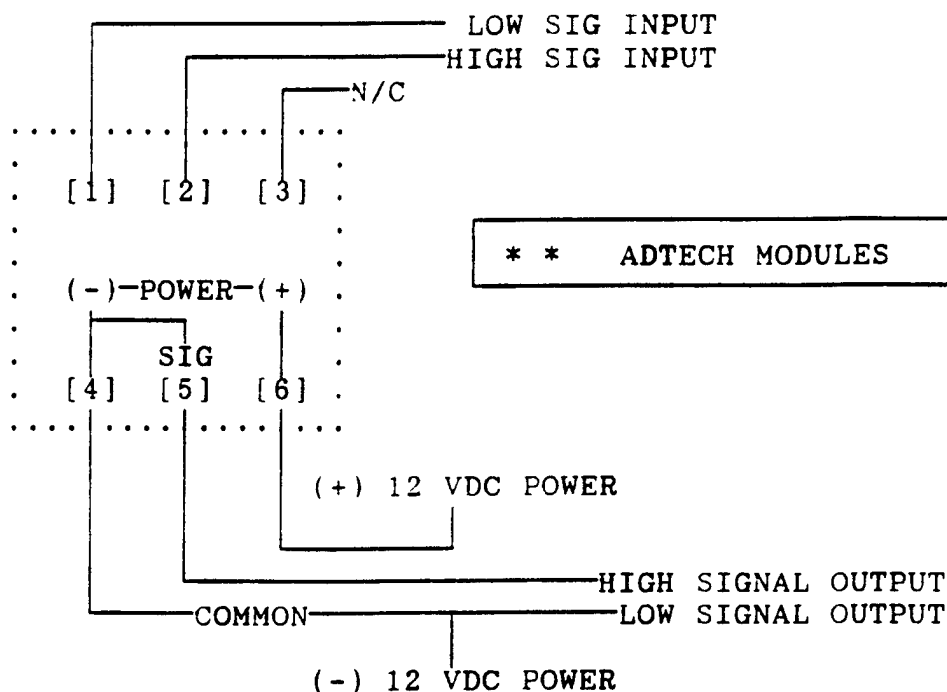 LOW SIG INPUT
HIGH SIG INPUT
N/C
[1] [2] [3]
* * ADTECH MODULES
(-)-POWER-(+)
SIG
[4] [5] [6]
(+) 12 VDC POWER
HIGH SIGNAL OUTPUT
COMMON LOW SIGNAL OUTPUT
(-) 12 VDC POWER